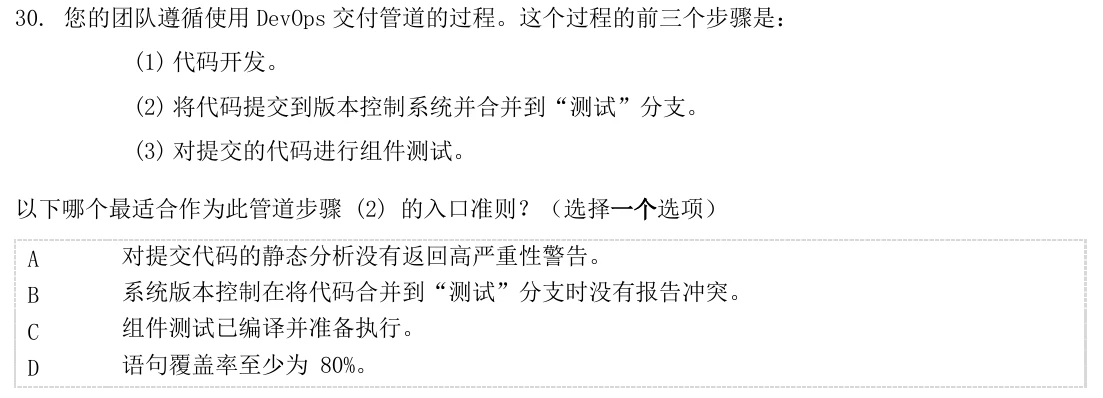 30. 您的团队遵循使用 DevOps 交付管道的过程。这个过程的前三个步骤是：
(1) 代码开发。
(2) 将代码提交到版本控制系统并合并到“测试”分支。
(3) 对提交的代码进行组件测试。
以下哪个最适合作为此管道步骤 (2) 的入口准则？（选择一个选项）
A 对提交代码的静态分析没有返回高严重性警告。
B 系统版本控制在将代码合并到“测试”分支时没有报告冲突。
C 组件测试已编译并准备执行。
D 语句覆盖率至少为 80%。